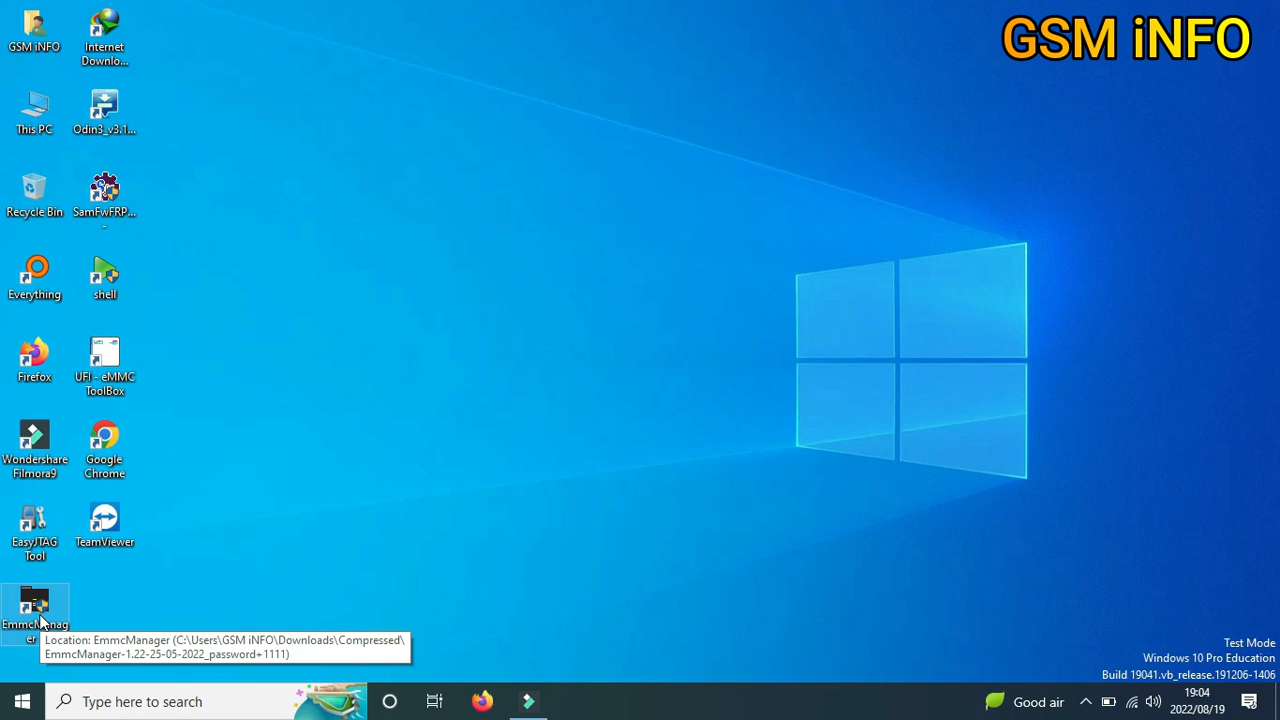 GSM iNFO
GSM iNFO
Internet
Downlo...
This PC
Odin3_v3.1...
Recycle Bin
SamFwFRP...
-
Everything
shell
Firefox
UFI - eMMC
ToolBox
Wondershare
Filmora9
Google
Chrome
EasyJTAG
Tool
TeamViewer
EmmcManag
er
Location: EmmcManager (C:\Users\GSM iNFO\Downloads\Compressed\
EmmcManager-1.22-25-05-2022_password+1111)
Test Mode
Windows 10 Pro Education
Build 19041.vb_release.191206-1406
Type here to search
Good air
19:04
2022/08/19